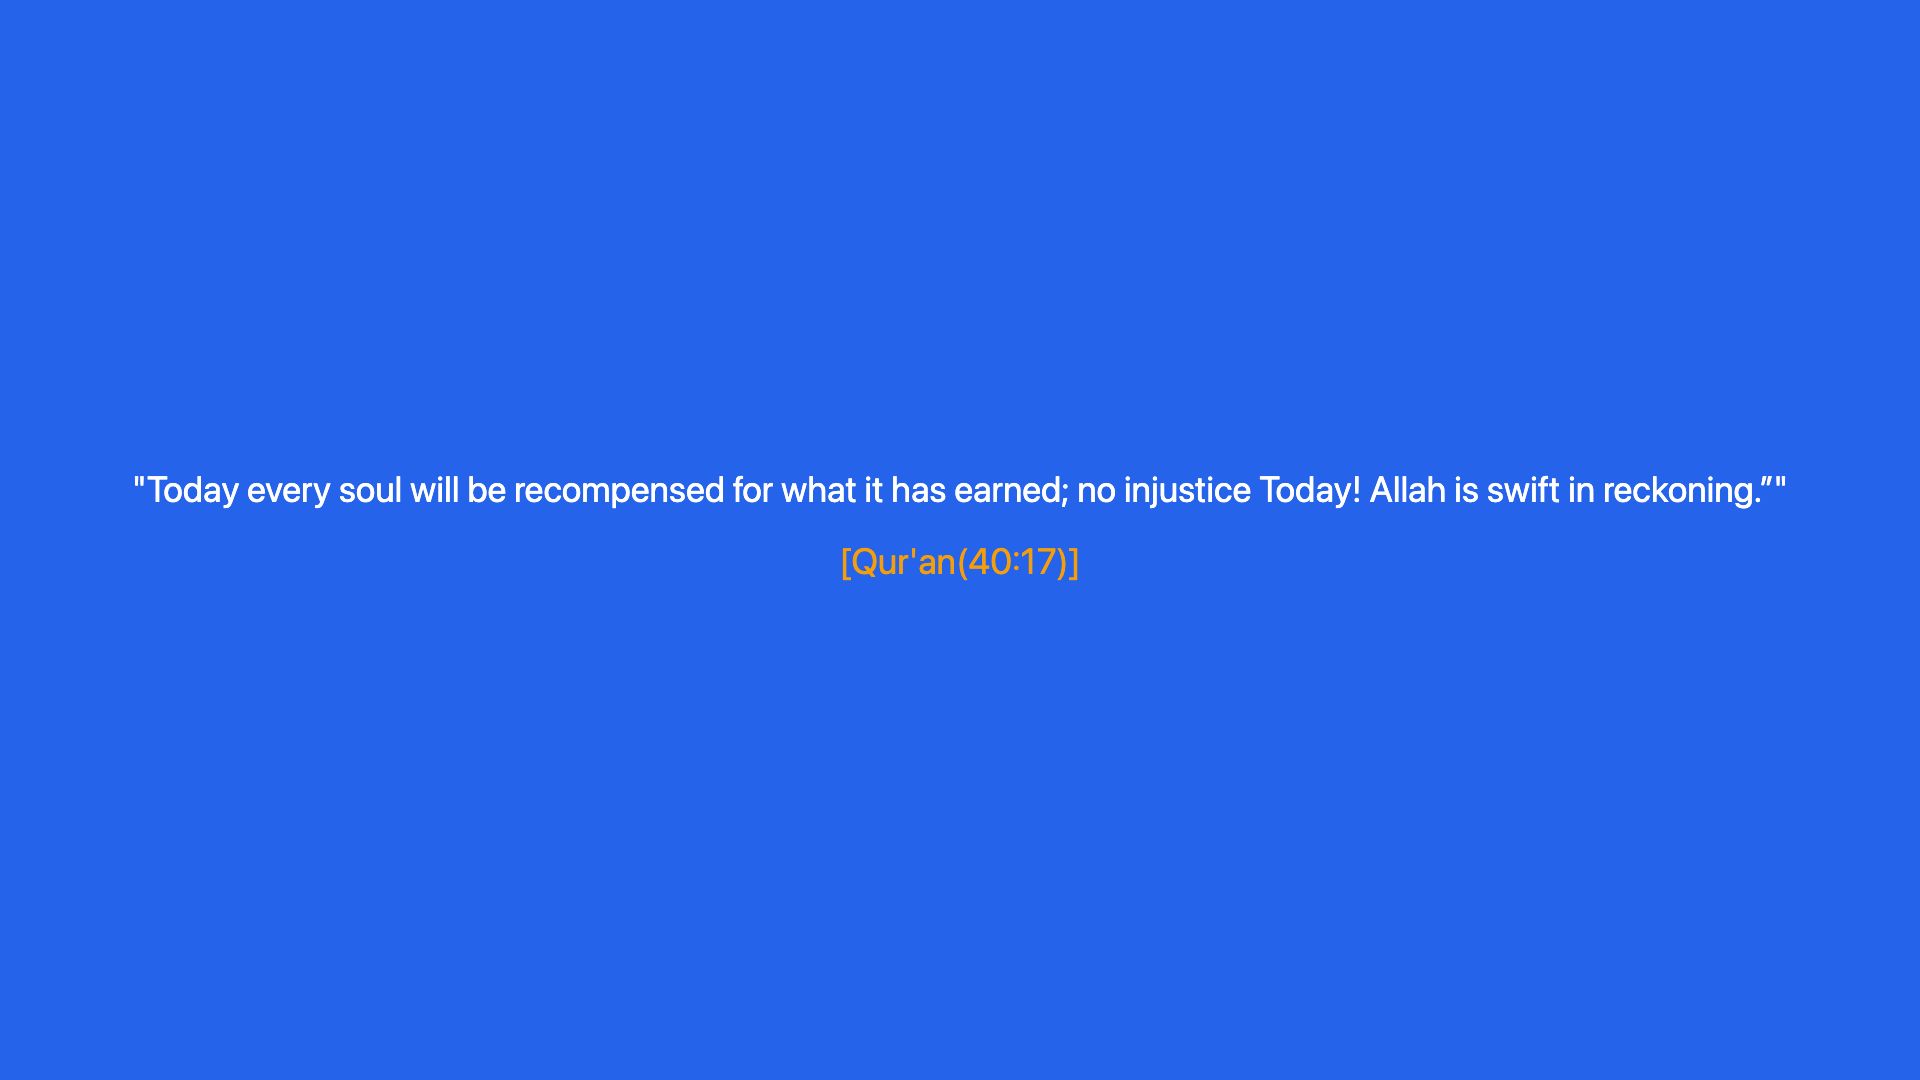 "Today every soul will be recompensed for what it has earned; no injustice Today! Allah is swift in reckoning.”"
[Qur'an(40:17)]